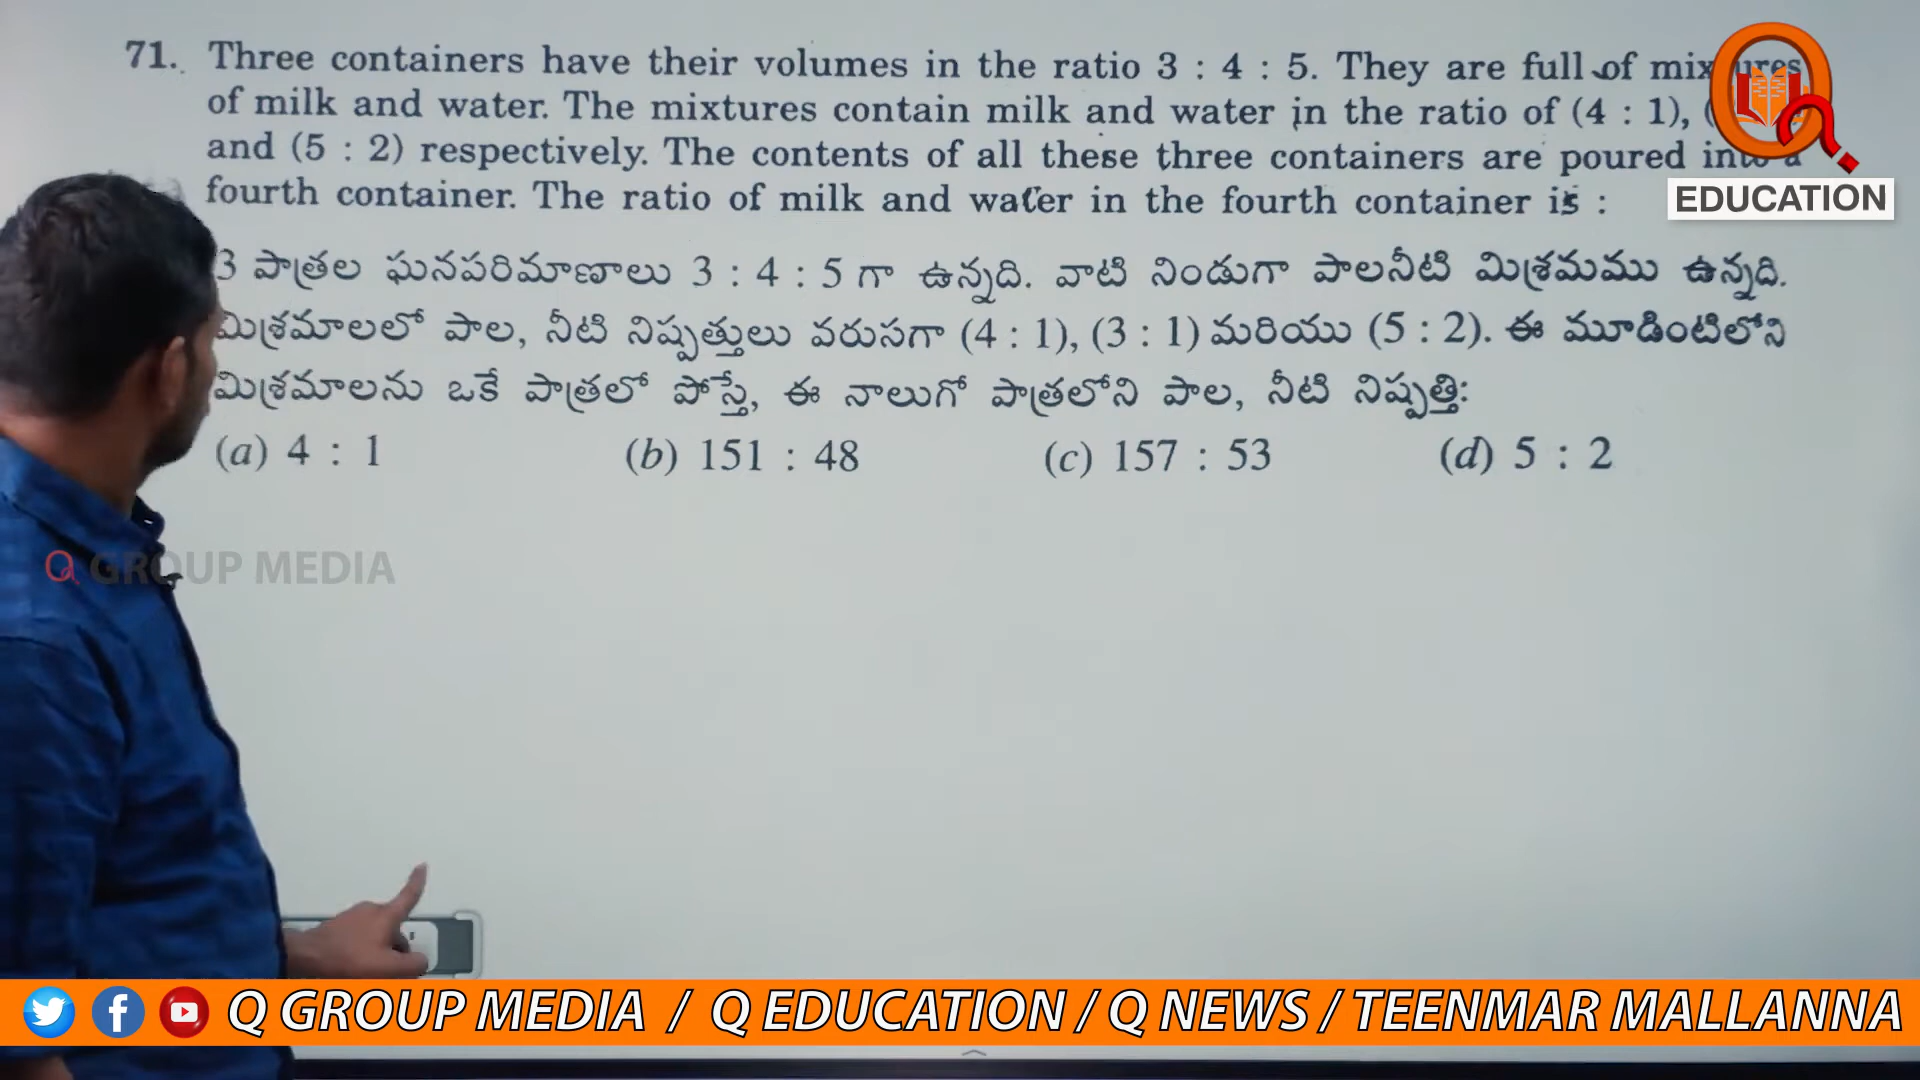 71. Three containers have their volumes in the ratio 3 : 4 : 5. They are full of mixtures
of milk and water. The mixtures contain milk and water in the ratio of (4 : 1), (
and (5 : 2) respectively. The contents of all these three containers are poured into a
fourth container. The ratio of milk and water in the fourth container is :
3 పాత్రల ఘనపరిమాణాలు 3 : 4 : 5 గా ఉన్నది. వాటి నిండుగా పాలనీటి మిశ్రమము ఉన్నది.
మిశ్రమాలలో పాల, నీటి నిష్పత్తులు వరుసగా (4 : 1), (3 : 1) మరియు (5 : 2). ఈ మూడింటిలోని
మిశ్రమాలను ఒకే పాత్రలో పోస్తే, ఈ నాలుగో పాత్రలోని పాల, నీటి నిష్పత్తి:
(a) 4 : 1 (b) 151 : 48 (c) 157 : 53 (d) 5 : 2
EDUCATION
Q GROUP MEDIA
Q GROUP MEDIA / Q EDUCATION / Q NEWS / TEENMAR MALLANNA